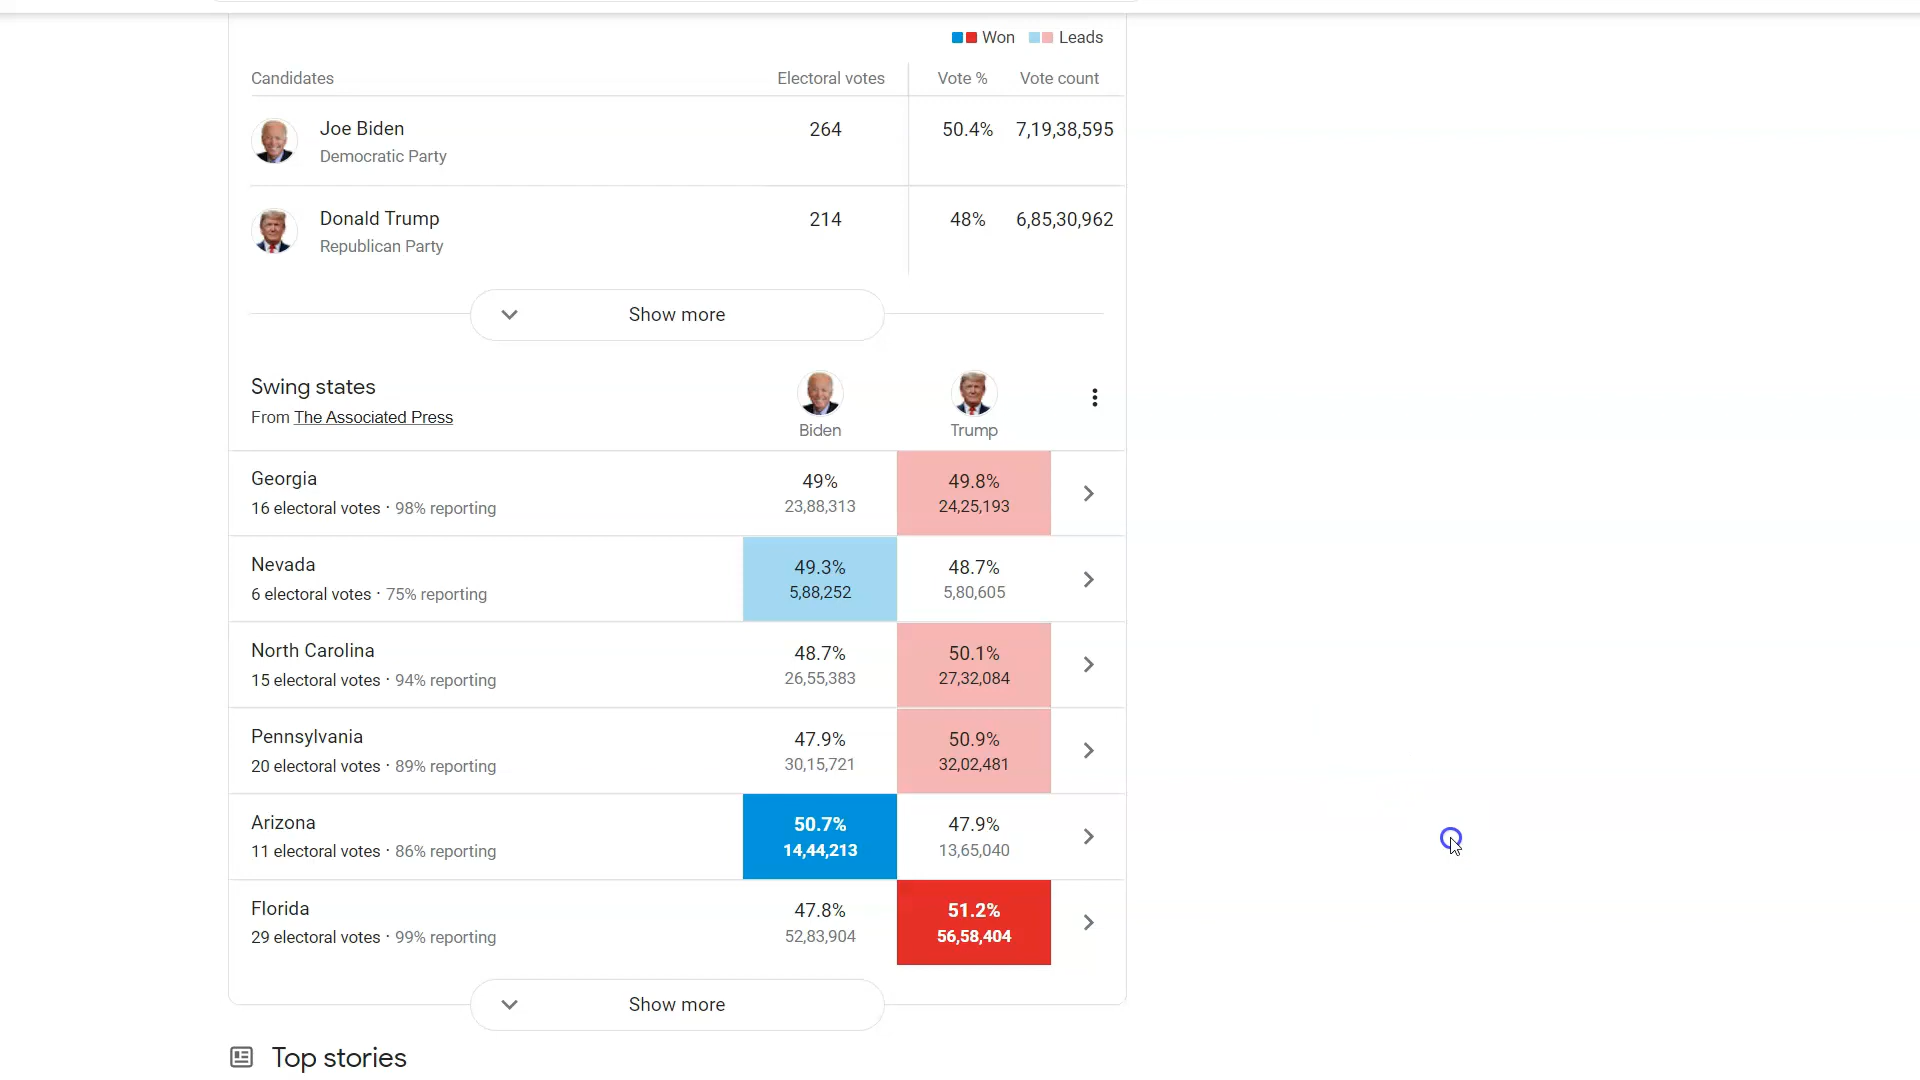 Won Leads
Candidates Electoral votes Vote % Vote count
Joe Biden 264 50.4% 7,19,38,595
Democratic Party
Donald Trump 214 48% 6,85,30,962
Republican Party
Show more
Swing states
From The Associated Press
Biden Trump
Georgia 49% 49.8%
16 electoral votes · 98% reporting 23,88,313 24,25,193
Nevada 49.3% 48.7%
6 electoral votes · 75% reporting 5,88,252 5,80,605
North Carolina 48.7% 50.1%
15 electoral votes · 94% reporting 26,55,383 27,32,084
Pennsylvania 47.9% 50.9%
20 electoral votes · 89% reporting 30,15,721 32,02,481
Arizona 50.7% 47.9%
11 electoral votes · 86% reporting 14,44,213 13,65,040
Florida 47.8% 51.2%
29 electoral votes · 99% reporting 52,83,904 56,58,404
Show more
Top stories